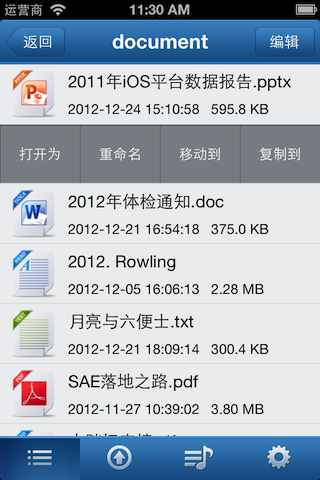 运营商 11:30 AM
返回 document 编辑
2011年iOS平台数据报告.pptx
2012-12-24 15:10:58 595.8 KB
打开为 重命名 移动到 复制到
2012年体检通知.doc
2012-12-21 16:54:18 375.0 KB
2012. Rowling
2012-12-05 16:06:13 2.28 MB
月亮与六便士.txt
2012-12-21 18:09:14 300.4 KB
SAE落地之路.pdf
2012-11-27 10:39:02 3.80 MB